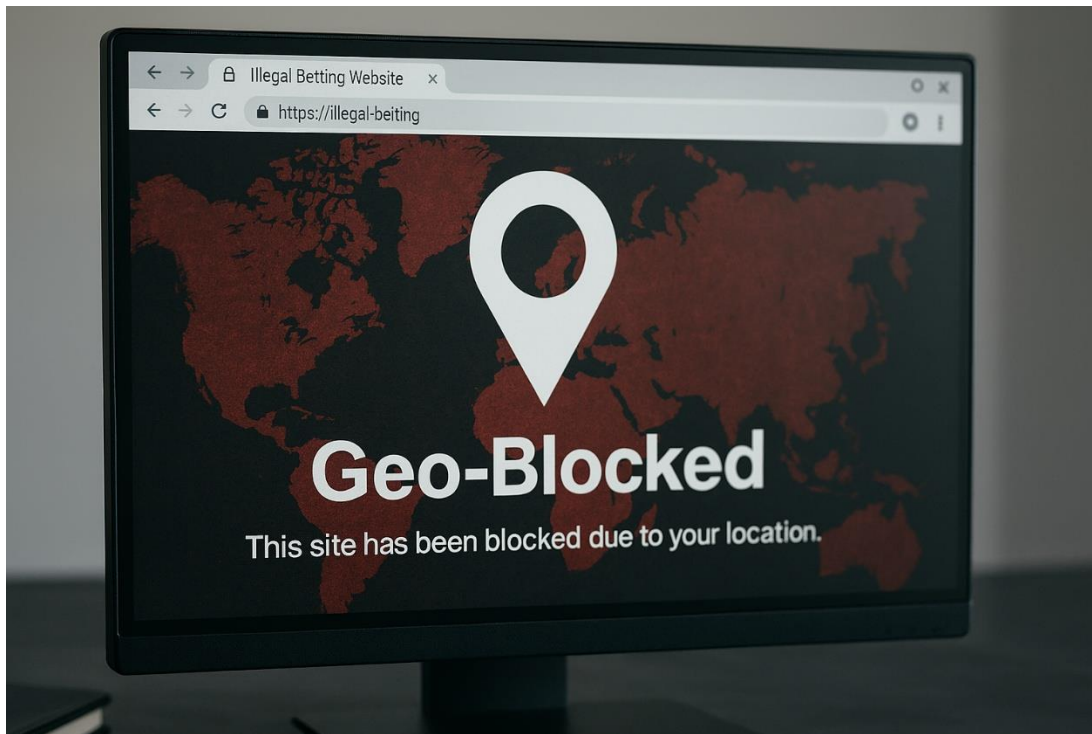 Illegal Betting Website
https://illegal-beiting
Geo-Blocked
This site has been blocked due to your location.